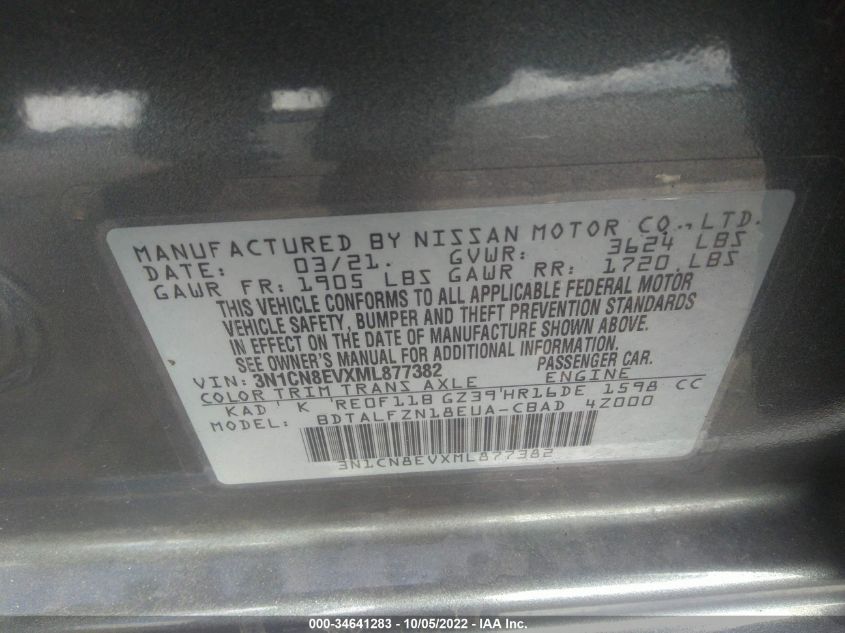 MANUFACTURED BY NISSAN MOTOR CO., LTD.
DATE: 03/21. GVWR: 3624 LBS
GAWR FR: 1905 LBS GAWR RR: 1720 LBS
THIS VEHICLE CONFORMS TO ALL APPLICABLE FEDERAL MOTOR
VEHICLE SAFETY, BUMPER AND THEFT PREVENTION STANDARDS
IN EFFECT ON THE DATE OF MANUFACTURE SHOWN ABOVE.
SEE OWNER'S MANUAL FOR ADDITIONAL INFORMATION.
VIN: 3N1CN8EVXML877382 PASSENGER CAR.
COLOR TRIM TRANS AXLE ENGINE
KAD ' K 'RE0F11B GZ39'HR16DE 1598 CC
MODEL: BDTALFZN18EUA-CBAD 4Z000
3N1CN8EVXML877382
000-34641283 - 10/05/2022 - IAA Inc.